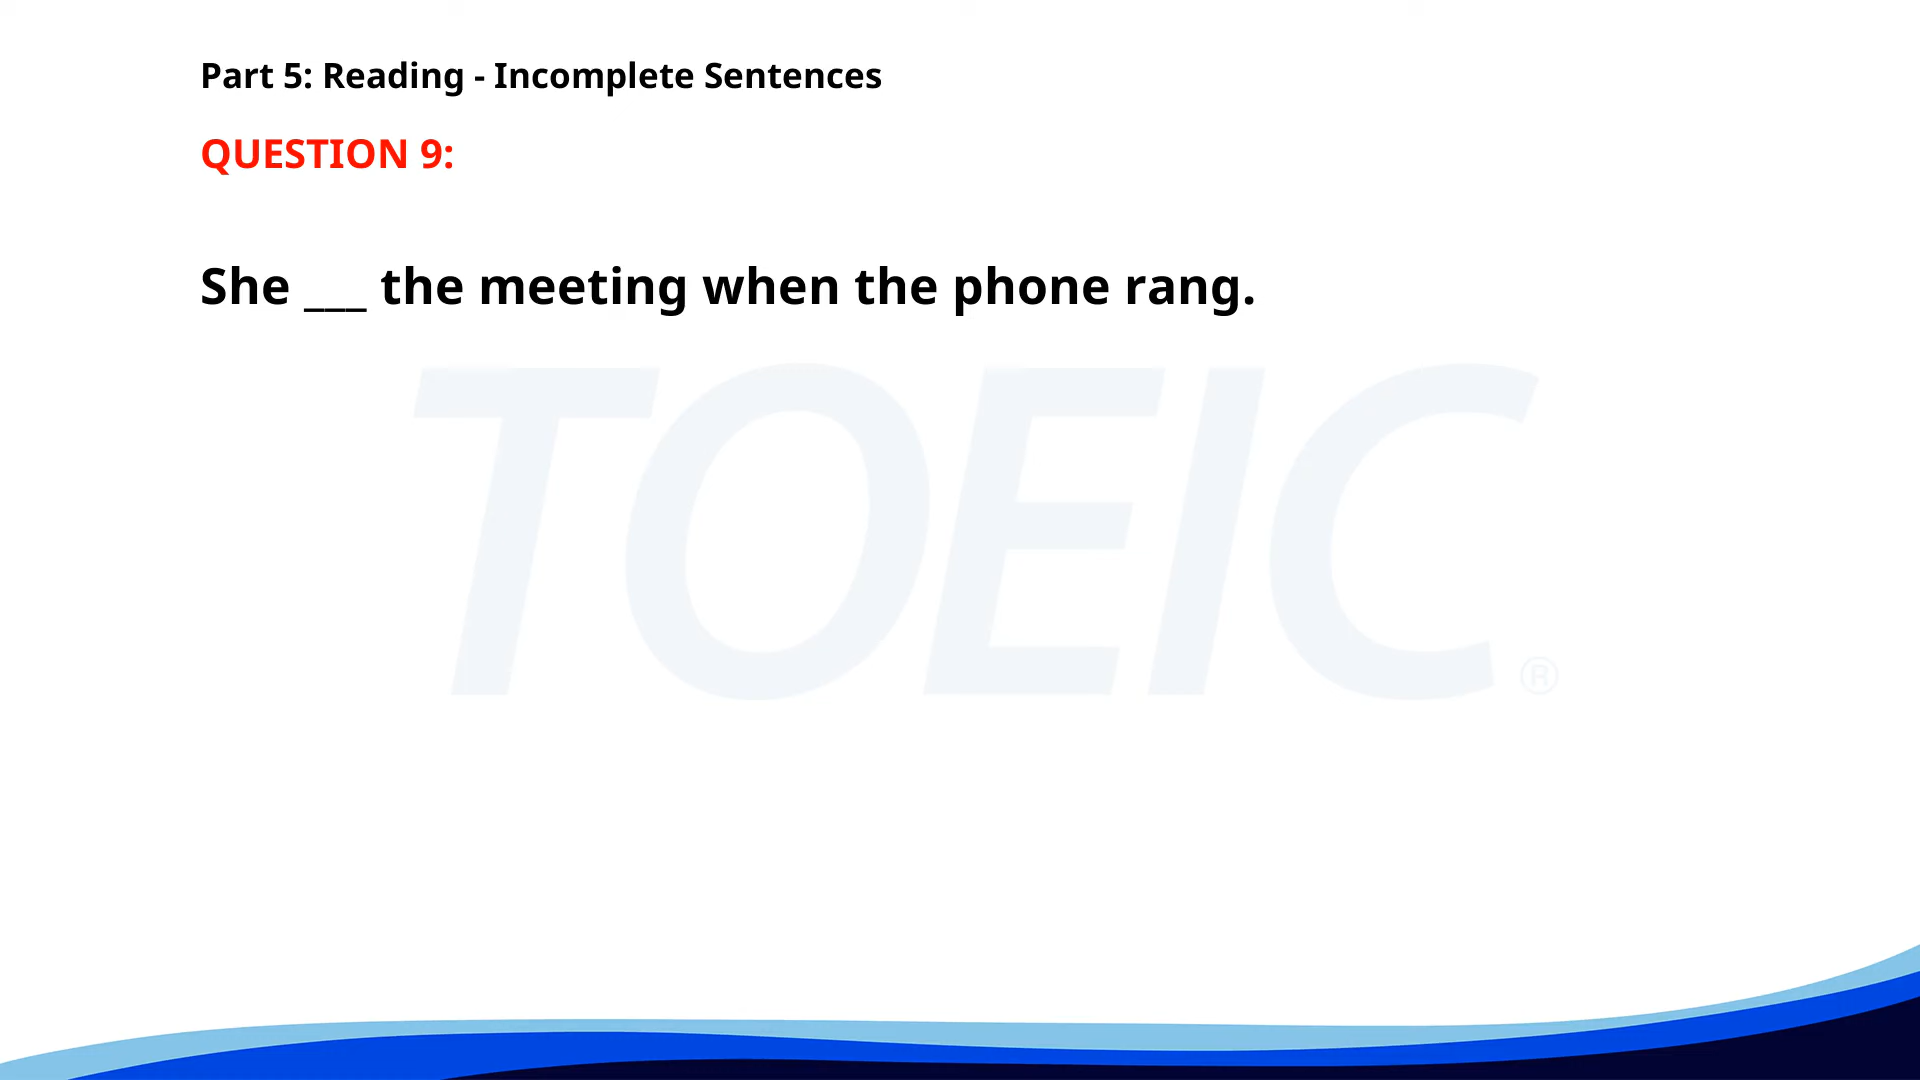 Part 5: Reading - Incomplete Sentences
QUESTION 9:
She ___ the meeting when the phone rang.
TOEIC®